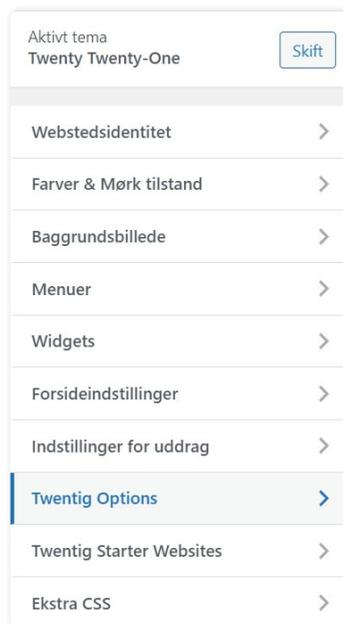 Aktivt tema
Twenty Twenty-One
Skift
Webstedsidentitet
Farver & Mørk tilstand
Baggrundsbillede
Menuer
Widgets
Forsideindstillinger
Indstillinger for uddrag
Twentig Options
Twentig Starter Websites
Ekstra CSS